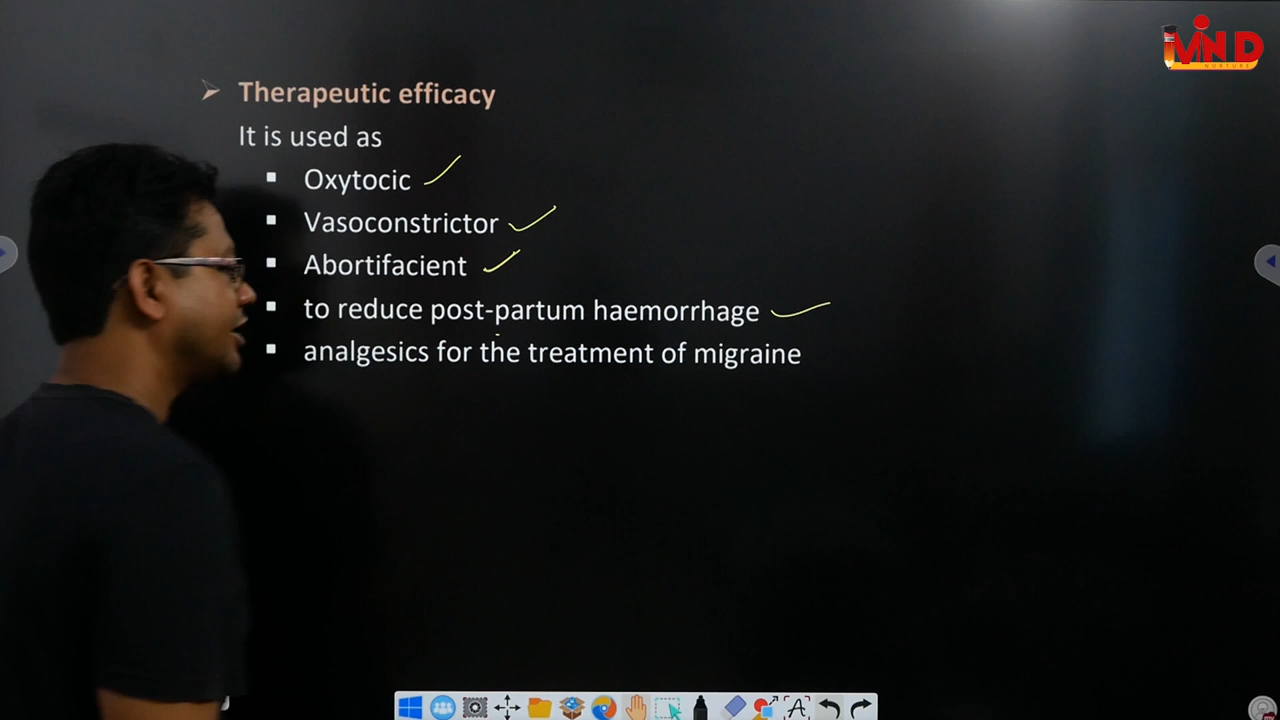 MIND
NURTURE
Therapeutic efficacy
It is used as
Oxytocic
Vasoconstrictor
Abortifacient
to reduce post-partum haemorrhage
analgesics for the treatment of migraine
A